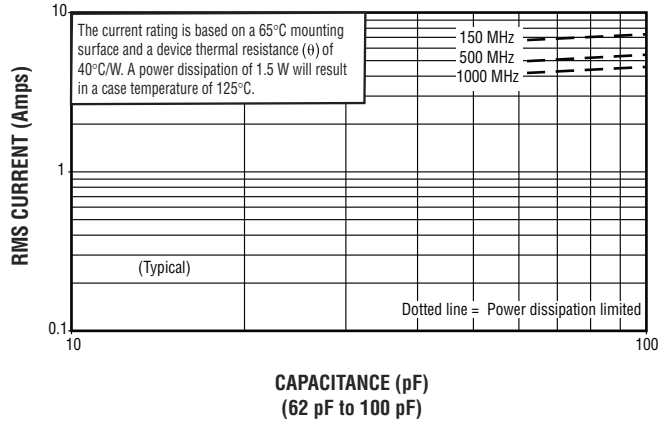 10
The current rating is based on a 65°C mounting
surface and a device thermal resistance (θ) of
40°C/W. A power dissipation of 1.5 W will result
in a case temperature of 125°C.
150 MHz
500 MHz
1000 MHz
RMS CURRENT (Amps)
1
(Typical)
Dotted line = Power dissipation limited
0.1
10
100
CAPACITANCE (pF)
(62 pF to 100 pF)